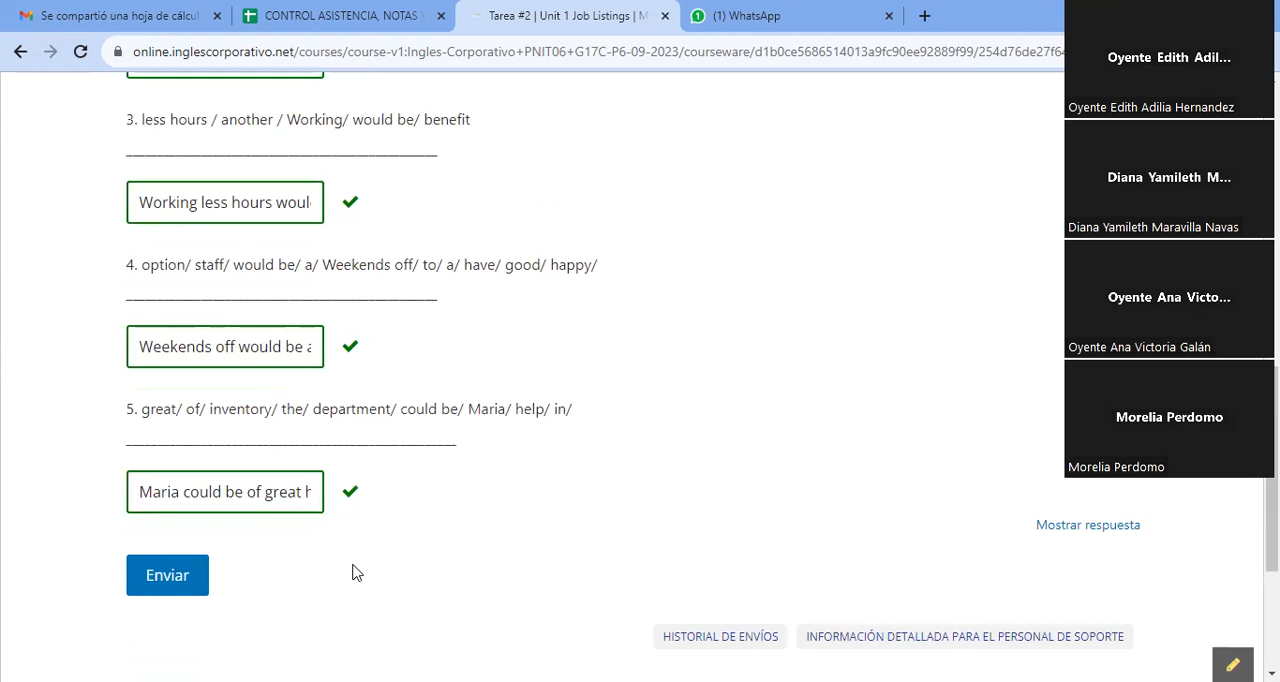 Se compartió una hoja de cálcul
CONTROL ASISTENCIA, NOTAS Y
Tarea #2 | Unit 1 Job Listings | M
(1) WhatsApp
online.inglescorporativo.net/courses/course-v1:Ingles-Corporativo+PNIT06+G17C-P6-09-2023/courseware/d1b0ce5686514013a9fc90ee92889f99/254d76de27f64
3. less hours / another / Working/ would be/ benefit
Working less hours woul
4. option/ staff/ would be/ a/ Weekends off/ to/ a/ have/ good/ happy/
Weekends off would be a
5. great/ of/ inventory/ the/ department/ could be/ Maria/ help/ in/
Maria could be of great h
Mostrar respuesta
Enviar
HISTORIAL DE ENVÍOS
INFORMACIÓN DETALLADA PARA EL PERSONAL DE SOPORTE
Oyente Edith Adil...
Oyente Edith Adilia Hernandez
Diana Yamileth M...
Diana Yamileth Maravilla Navas
Oyente Ana Victo...
Oyente Ana Victoria Galán
Morelia Perdomo
Morelia Perdomo